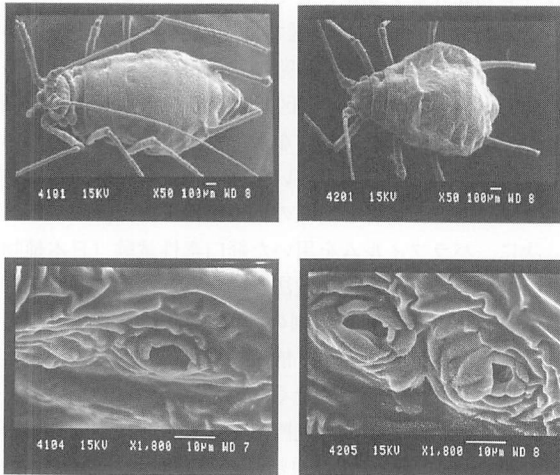 4101 15KV X50 100µm WD 8
4201 15KV X50 100µm WD 8
4104 15KV X1,800 10µm WD 7
4205 15KV X1,800 10µm WD 8